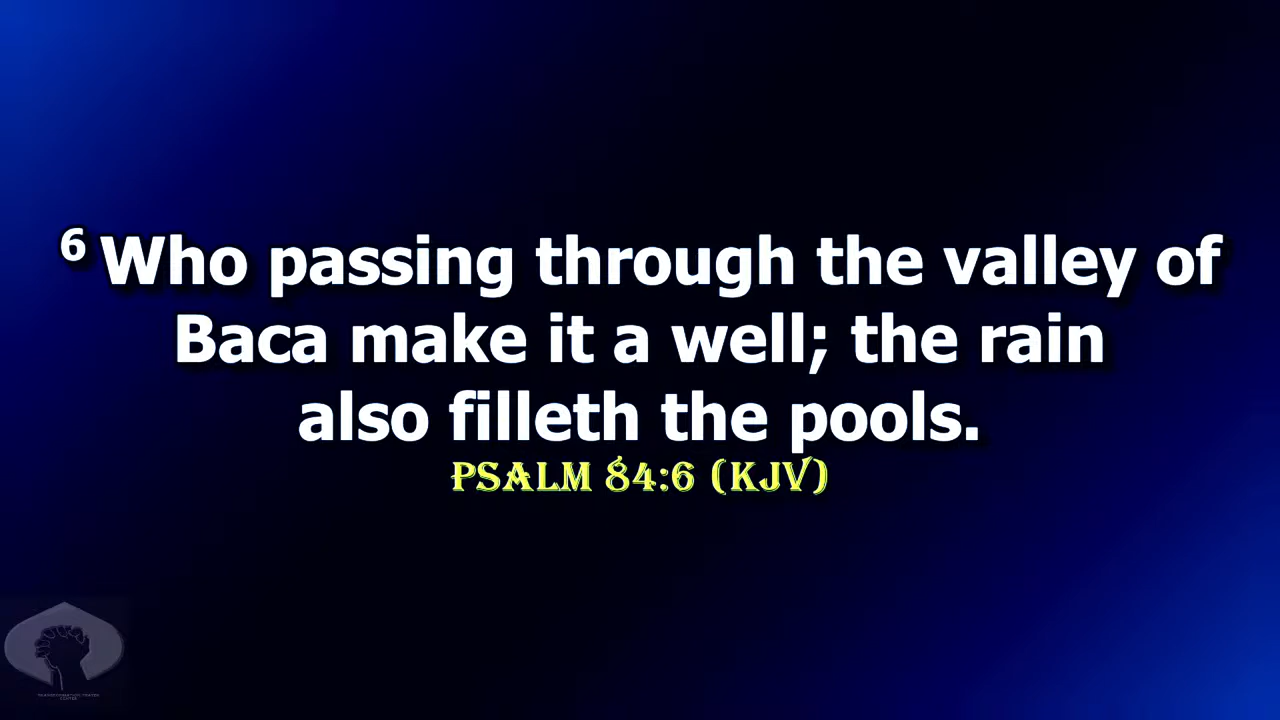 6 Who passing through the valley of
Baca make it a well; the rain
also filleth the pools.
PSALM 84:6 (KJV)